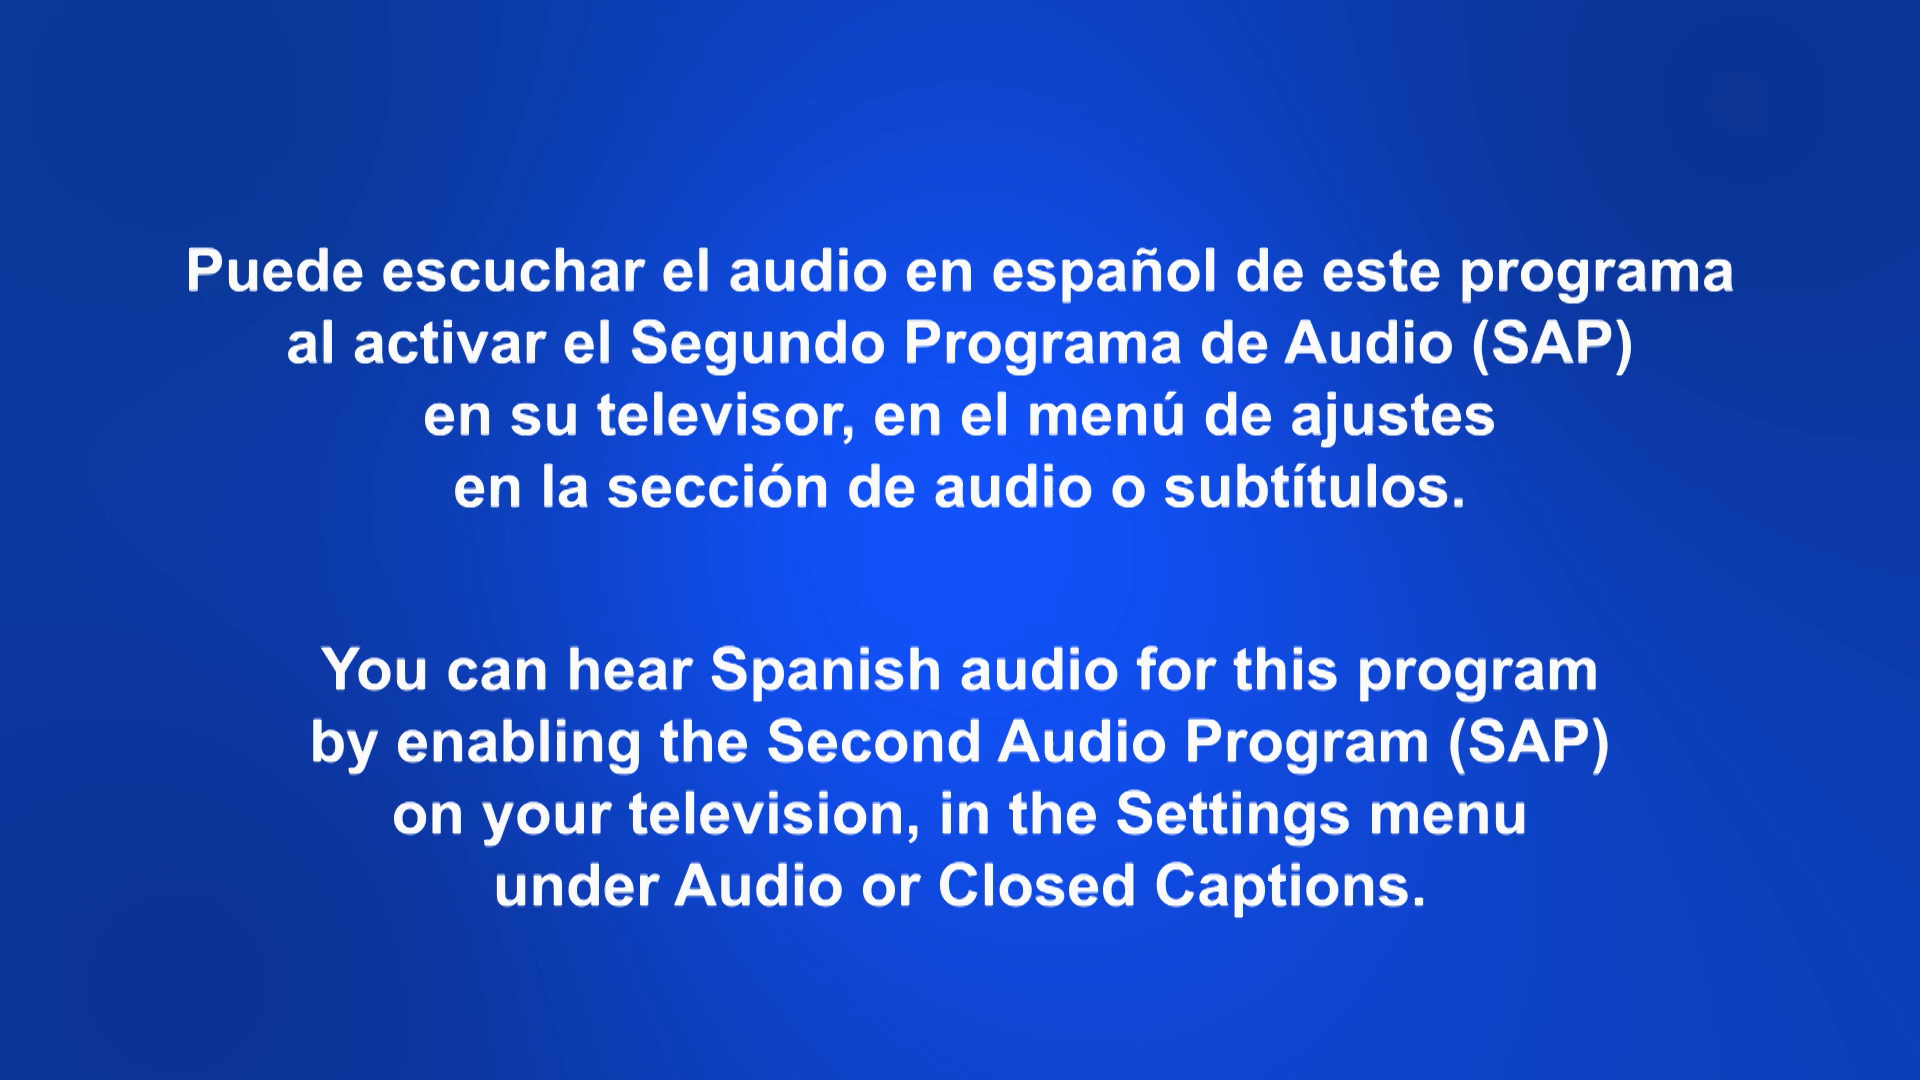 Puede escuchar el audio en español de este programa
al activar el Segundo Programa de Audio (SAP)
en su televisor, en el menú de ajustes
en la sección de audio o subtítulos.
You can hear Spanish audio for this program
by enabling the Second Audio Program (SAP)
on your television, in the Settings menu
under Audio or Closed Captions.